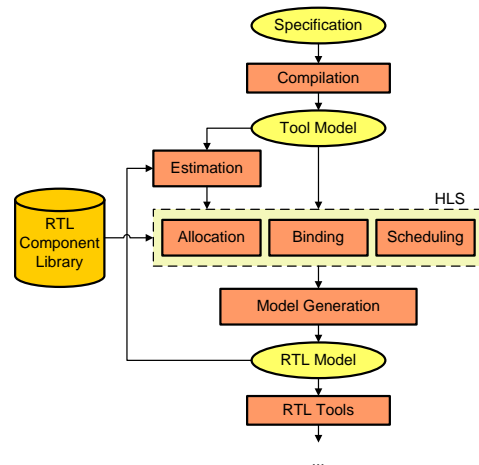 Specification
Compilation
Tool Model
Estimation
HLS
RTL
Component
Library
Allocation
Binding
Scheduling
Model Generation
RTL Model
RTL Tools
...